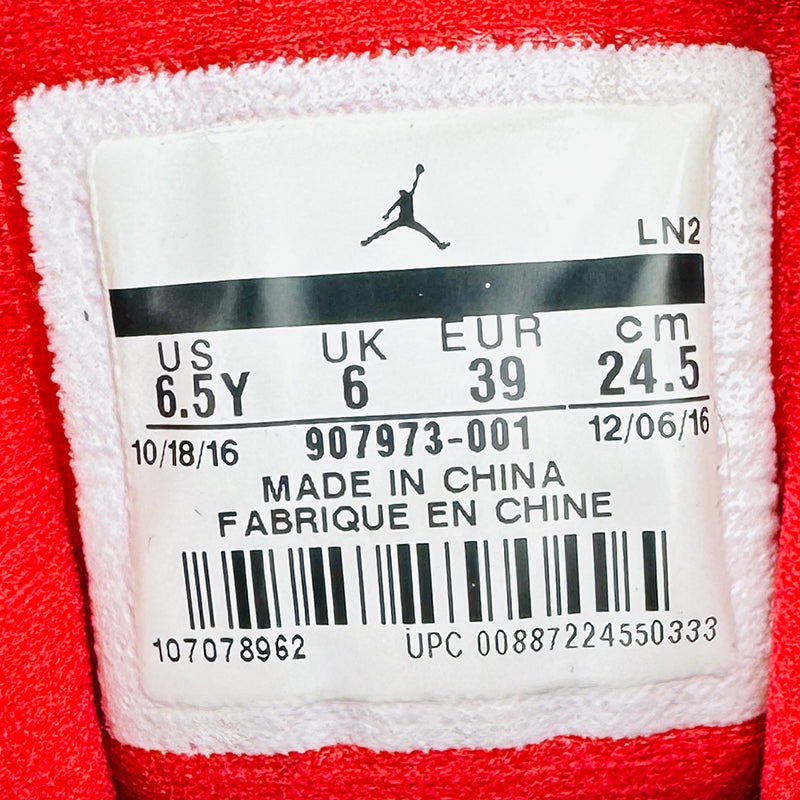 LN2
US UK EUR cm
6.5Y 6 39 24.5
10/18/16 907973-001 12/06/16
MADE IN CHINA
FABRIQUE EN CHINE
107078962 UPC 00887224550333